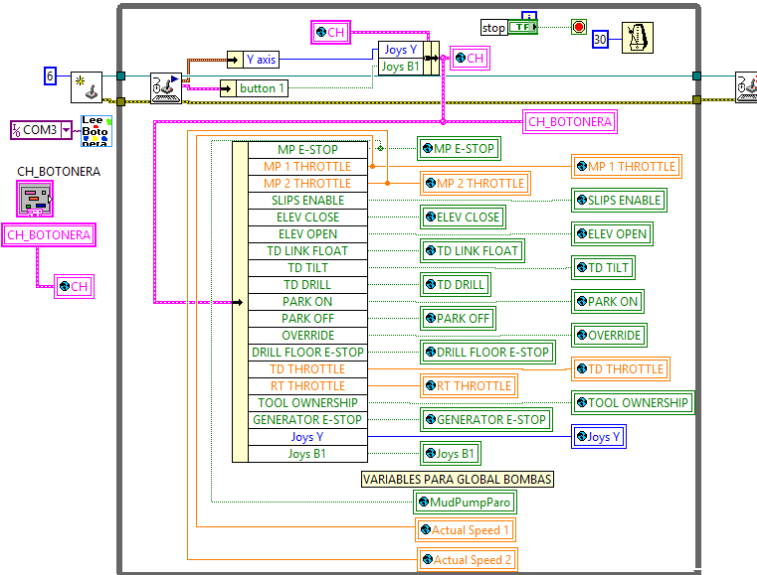 i
stop TF
30
CH
Joys Y
Joys B1
CH
Y axis
button 1
6
COM3
Lee
Boto
nera
CH_BOTONERA
CH_BOTONERA
CH_BOTONERA
CH
MP E-STOP
MP E-STOP
MP 1 THROTTLE
MP 1 THROTTLE
MP 2 THROTTLE
MP 2 THROTTLE
SLIPS ENABLE
SLIPS ENABLE
ELEV CLOSE
ELEV CLOSE
ELEV OPEN
ELEV OPEN
TD LINK FLOAT
TD LINK FLOAT
TD TILT
TD TILT
TD DRILL
TD DRILL
PARK ON
PARK ON
PARK OFF
PARK OFF
OVERRIDE
OVERRIDE
DRILL FLOOR E-STOP
DRILL FLOOR E-STOP
TD THROTTLE
TD THROTTLE
RT THROTTLE
RT THROTTLE
TOOL OWNERSHIP
TOOL OWNERSHIP
GENERATOR E-STOP
GENERATOR E-STOP
Joys Y
Joys Y
Joys B1
Joys B1
VARIABLES PARA GLOBAL BOMBAS
MudPumpParo
Actual Speed 1
Actual Speed 2